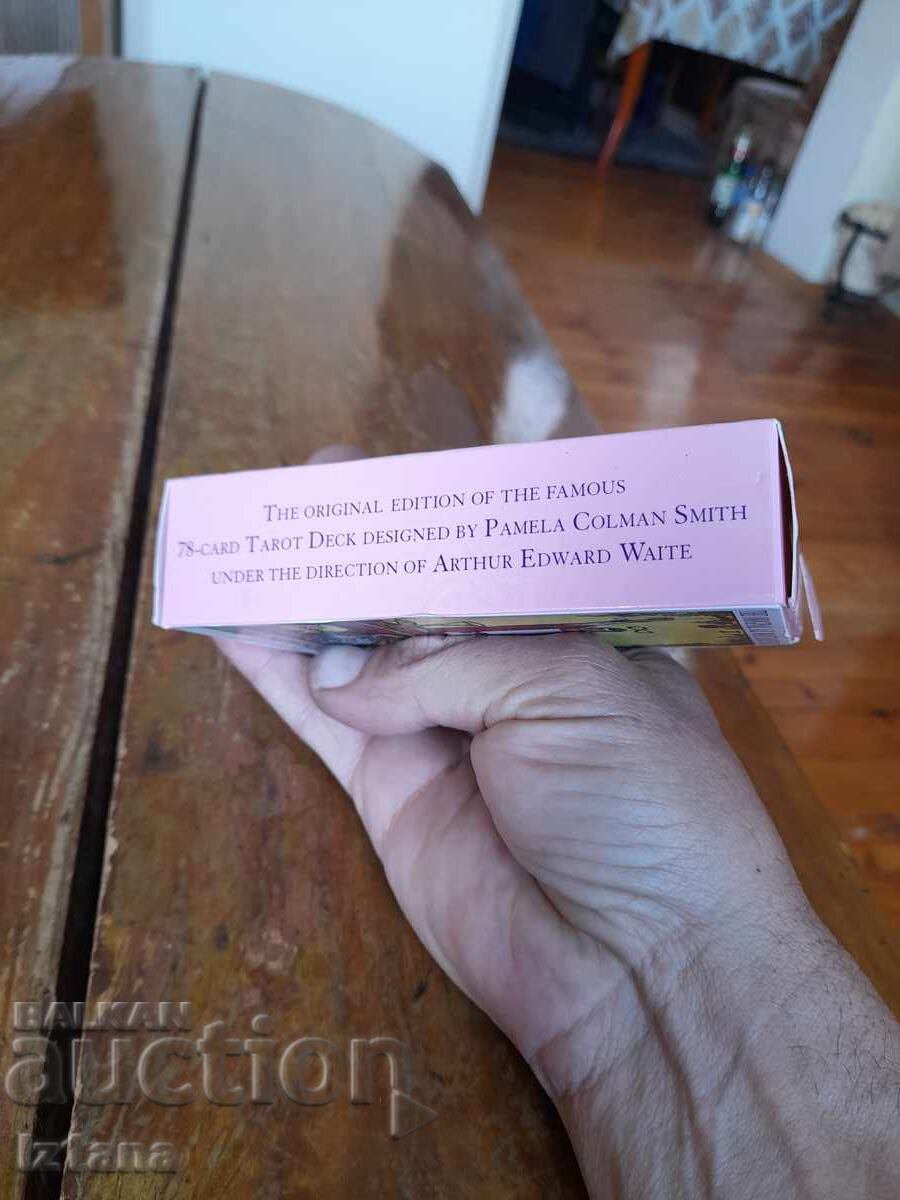 The original edition of the famous
78-card Tarot Deck designed by Pamela Colman Smith
under the direction of Arthur Edward Waite
BALKAN
auction
Iztana